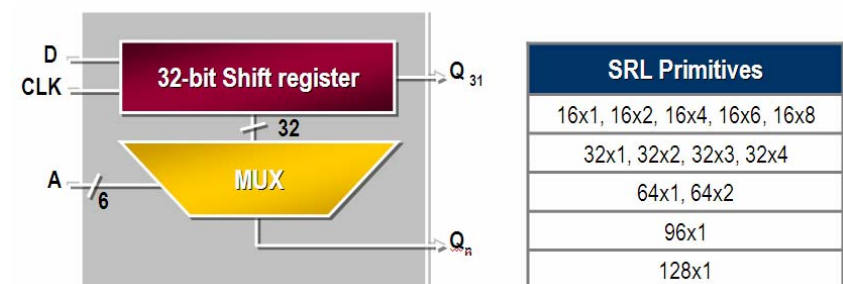 D
CLK
32-bit Shift register
Q 31
32
A
6
MUX
Qn
SRL Primitives
16x1, 16x2, 16x4, 16x6, 16x8
32x1, 32x2, 32x3, 32x4
64x1, 64x2
96x1
128x1